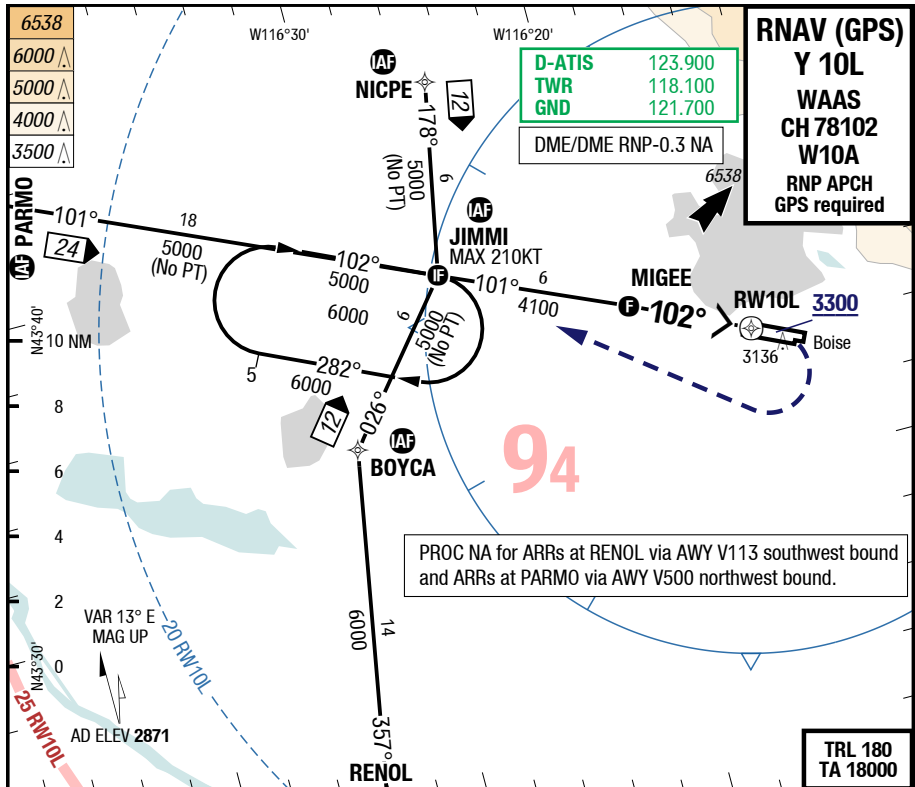 6538
6000
5000
4000
3500
W116°30'
W116°20'
IAF
NICPE
12
178°
5000
(No PT)
6
D-ATIS 123.900
TWR 118.100
GND 121.700
DME/DME RNP-0.3 NA
RNAV (GPS)
Y 10L
WAAS
CH 78102
W10A
RNP APCH
GPS required
6538
IAF PARMO
101°
24
18
5000
(No PT)
102°
5000
6000
IAF
JIMMI
MAX 210KT
IF
101°
6
4100
MIGEE
F
102°
RW10L
3300
3136
Boise
N43°40'
10 NM
8
6
4
2
0
N43°30'
5
282°
6000
6
5000
(No PT)
026°
12
IAF
BOYCA
94
PROC NA for ARRs at RENOL via AWY V113 southwest bound
and ARRs at PARMO via AWY V500 northwest bound.
14
6000
357°
RENOL
VAR 13° E
MAG UP
20 RW10L
25 RW10L
AD ELEV 2871
TRL 180
TA 18000